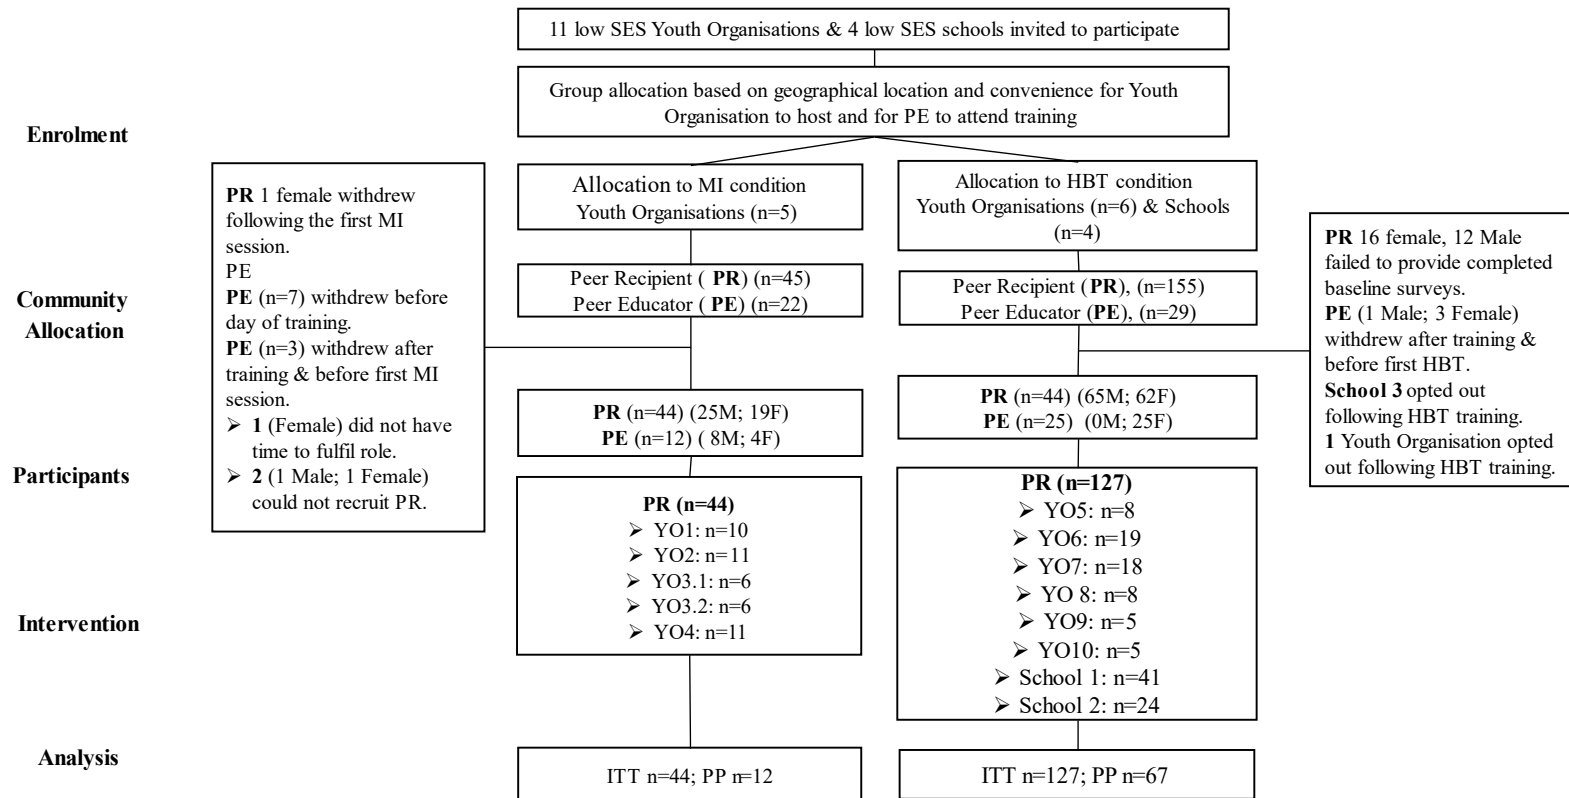 11 low SES Youth Organisations & 4 low SES schools invited to participate
Group allocation based on geographical location and convenience for Youth
Organisation to host and for PE to attend training
Enrolment
Allocation to MI condition
Youth Organisations (n=5)
Allocation to HBT condition
Youth Organisations (n=6) & Schools
(n=4)
PR 1 female withdrew
following the first MI
session.
PE
PE (n=7) withdrew before
day of training.
PE (n=3) withdrew after
training & before first MI
session.
➢ 1 (Female) did not have
time to fulfil role.
➢ 2 (1 Male; 1 Female)
could not recruit PR.
PR 16 female, 12 Male
failed to provide completed
baseline surveys.
PE (1 Male; 3 Female)
withdrew after training &
before first HBT.
School 3 opted out
following HBT training.
1 Youth Organisation opted
out following HBT training.
Community
Allocation
Peer Recipient ( PR) (n=45)
Peer Educator ( PE) (n=22)
Peer Recipient (PR), (n=155)
Peer Educator (PE), (n=29)
Participants
PR (n=44) (25M; 19F)
PE (n=12) ( 8M; 4F)
PR (n=44) (65M; 62F)
PE (n=25) (0M; 25F)
Intervention
PR (n=44)
➢ YO1: n=10
➢ YO2: n=11
➢ YO3.1: n=6
➢ YO3.2: n=6
➢ YO4: n=11
PR (n=127)
➢ YO5: n=8
➢ YO6: n=19
➢ YO7: n=18
➢ YO 8: n=8
➢ YO9: n=5
➢ YO10: n=5
➢ School 1: n=41
➢ School 2: n=24
Analysis
ITT n=44; PP n=12
ITT n=127; PP n=67